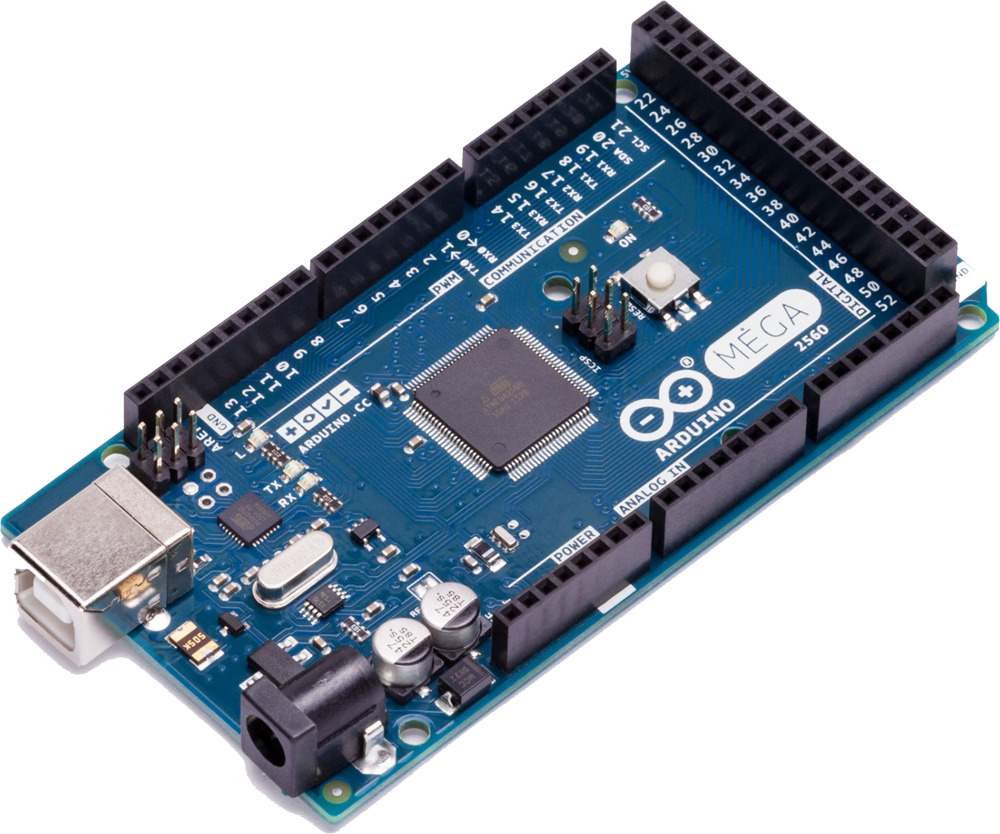 22
24
26
28
30
32
34
36
38
40
42
44
46
48
50
52
DIGITAL
SCL 21
SDA 20
RX1 19
TX1 18
RX2 17
TX2 16
RX3 15
TX3 14
COMMUNICATION
TX0→1
RX0←0
PWM
2
3
4
5
6
7
8
9
10
11
12
13
GND
ON
ICSP
MEGA
2560
ARDUINO
®
ARDUINO.CC
L
TX
RX
ANALOG IN
POWER